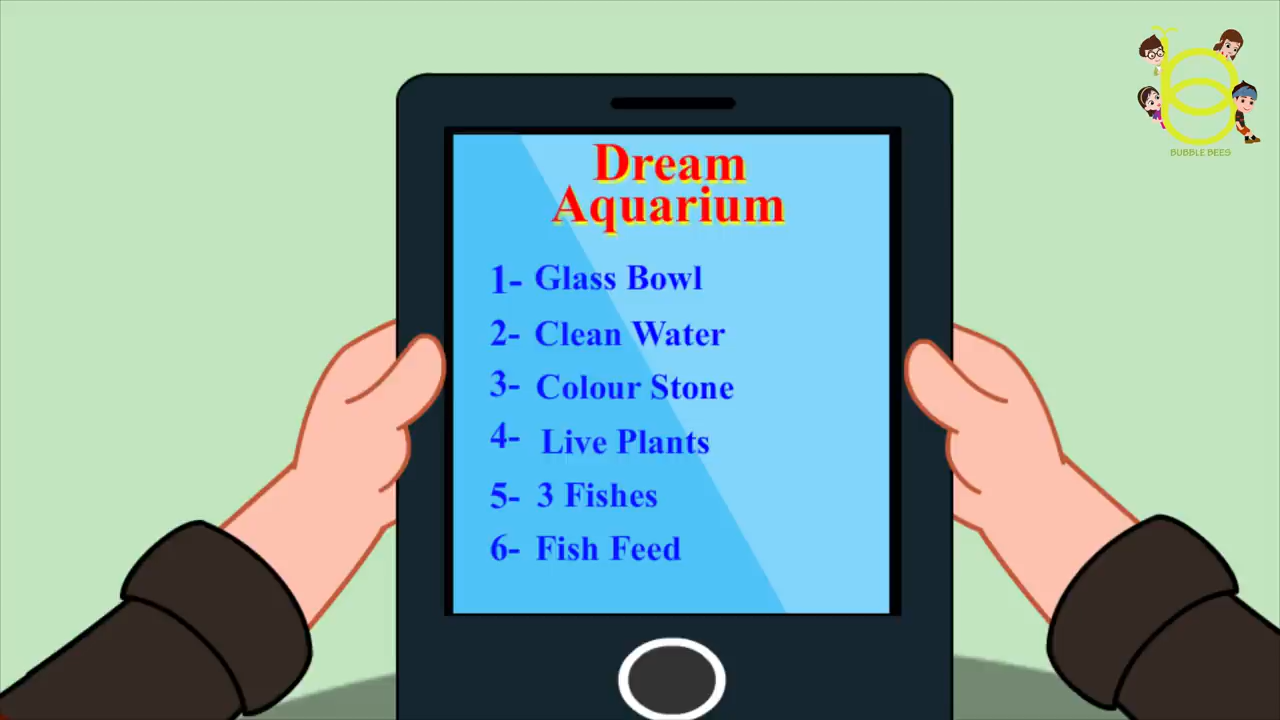 BUBBLE BEES
Dream
Aquarium
1- Glass Bowl
2- Clean Water
3- Colour Stone
4- Live Plants
5- 3 Fishes
6- Fish Feed